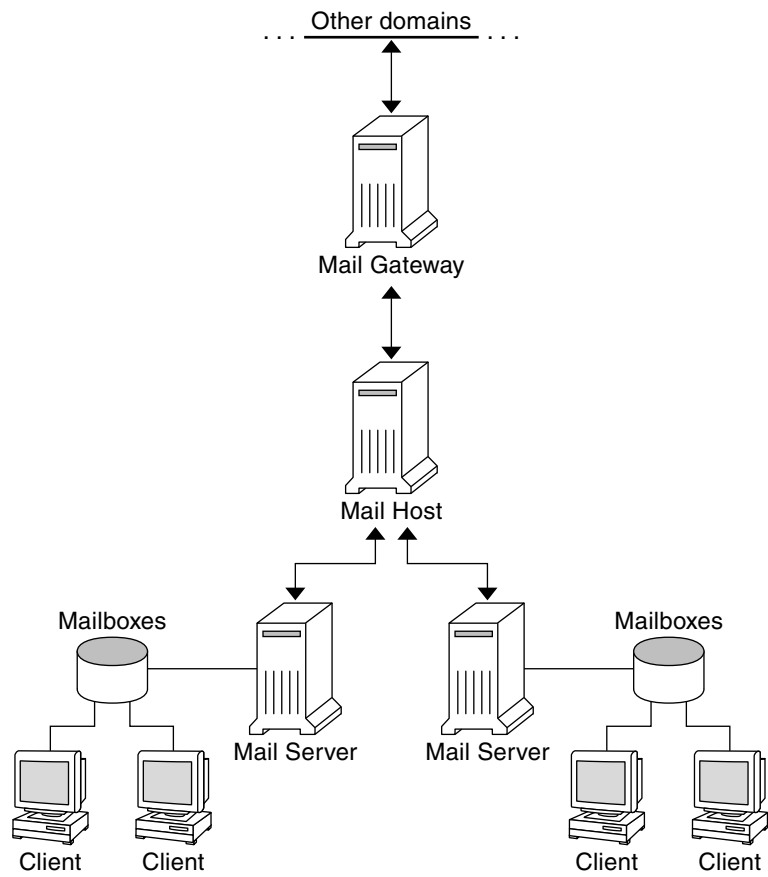 Other domains
. . .
. . .
Mail Gateway
Mail Host
Mailboxes
Mailboxes
Mail Server
Mail Server
Client
Client
Client
Client